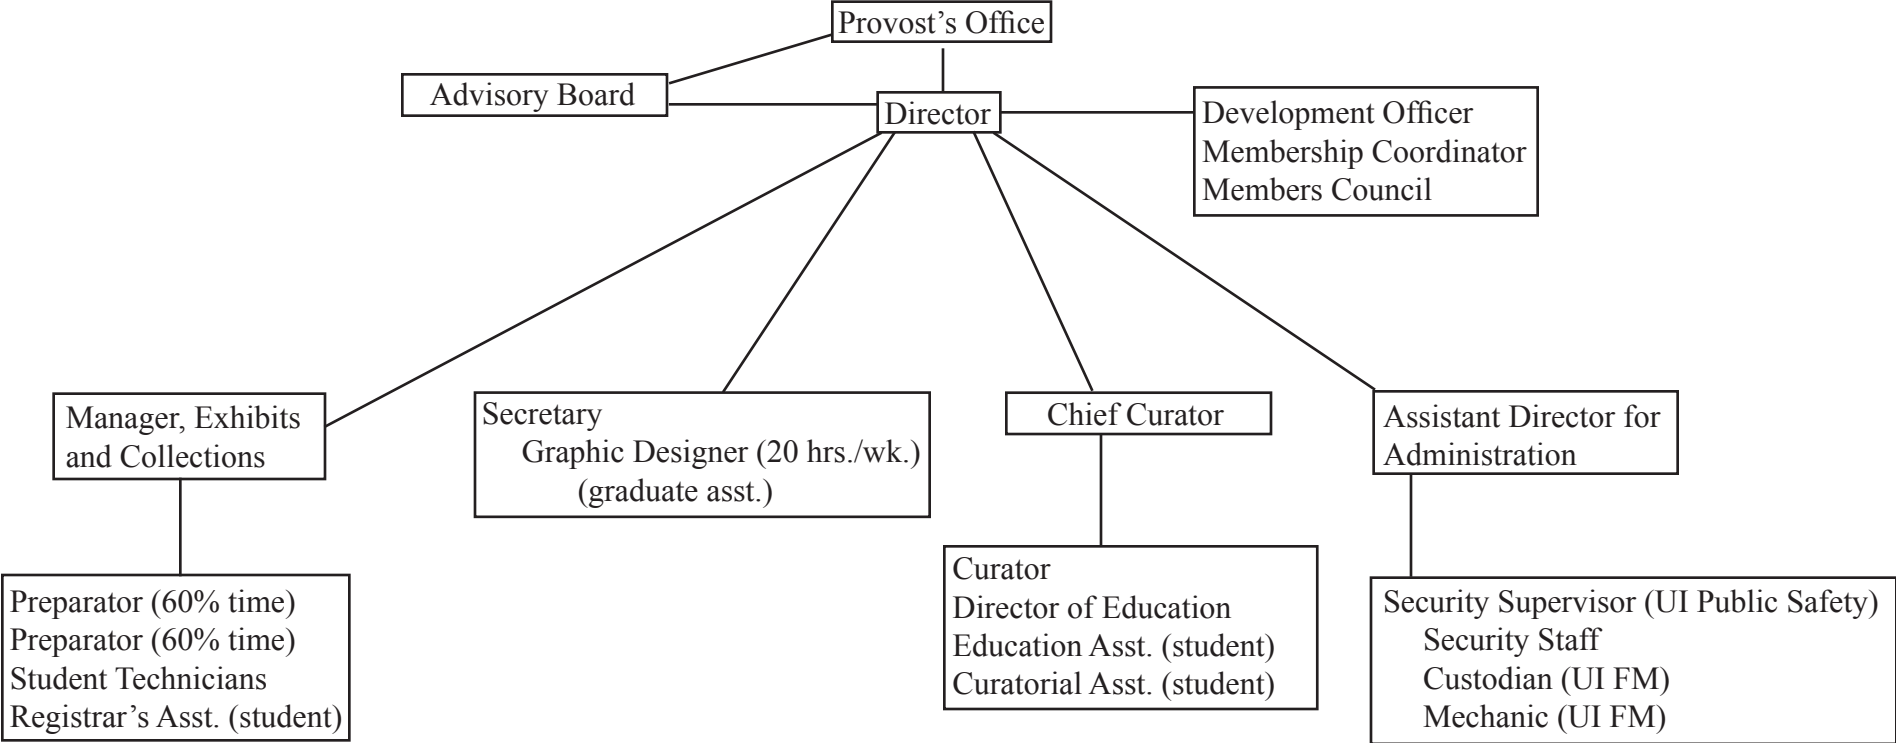 Provost’s Office
Advisory Board
Director
Development Officer
Membership Coordinator
Members Council
Manager, Exhibits
and Collections
Secretary
Graphic Designer (20 hrs./wk.)
(graduate asst.)
Chief Curator
Assistant Director for
Administration
Preparator (60% time)
Preparator (60% time)
Student Technicians
Registrar’s Asst. (student)
Curator
Director of Education
Education Asst. (student)
Curatorial Asst. (student)
Security Supervisor (UI Public Safety)
Security Staff
Custodian (UI FM)
Mechanic (UI FM)